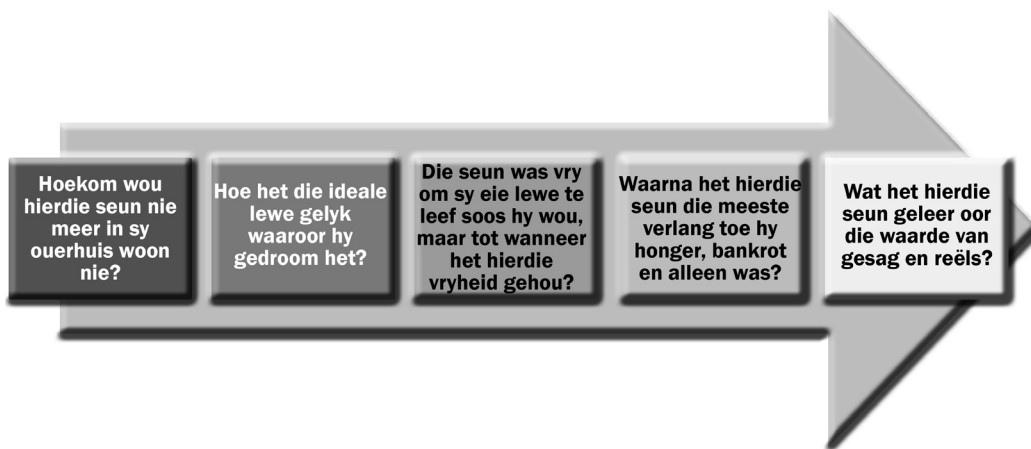 Hoekom wou
hierdie seun nie
meer in sy
ouerhuis woon
nie?
Hoe het die ideale
lewe gelyk
waaroor hy
gedroom het?
Die seun was vry
om sy eie lewe te
leef soos hy wou,
maar tot wanneer
het hierdie
vryheid gehou?
Waarna het hierdie
seun die meeste
verlang toe hy
honger, bankrot
en alleen was?
Wat het hierdie
seun geleer oor
die waarde van
gesag en reëls?